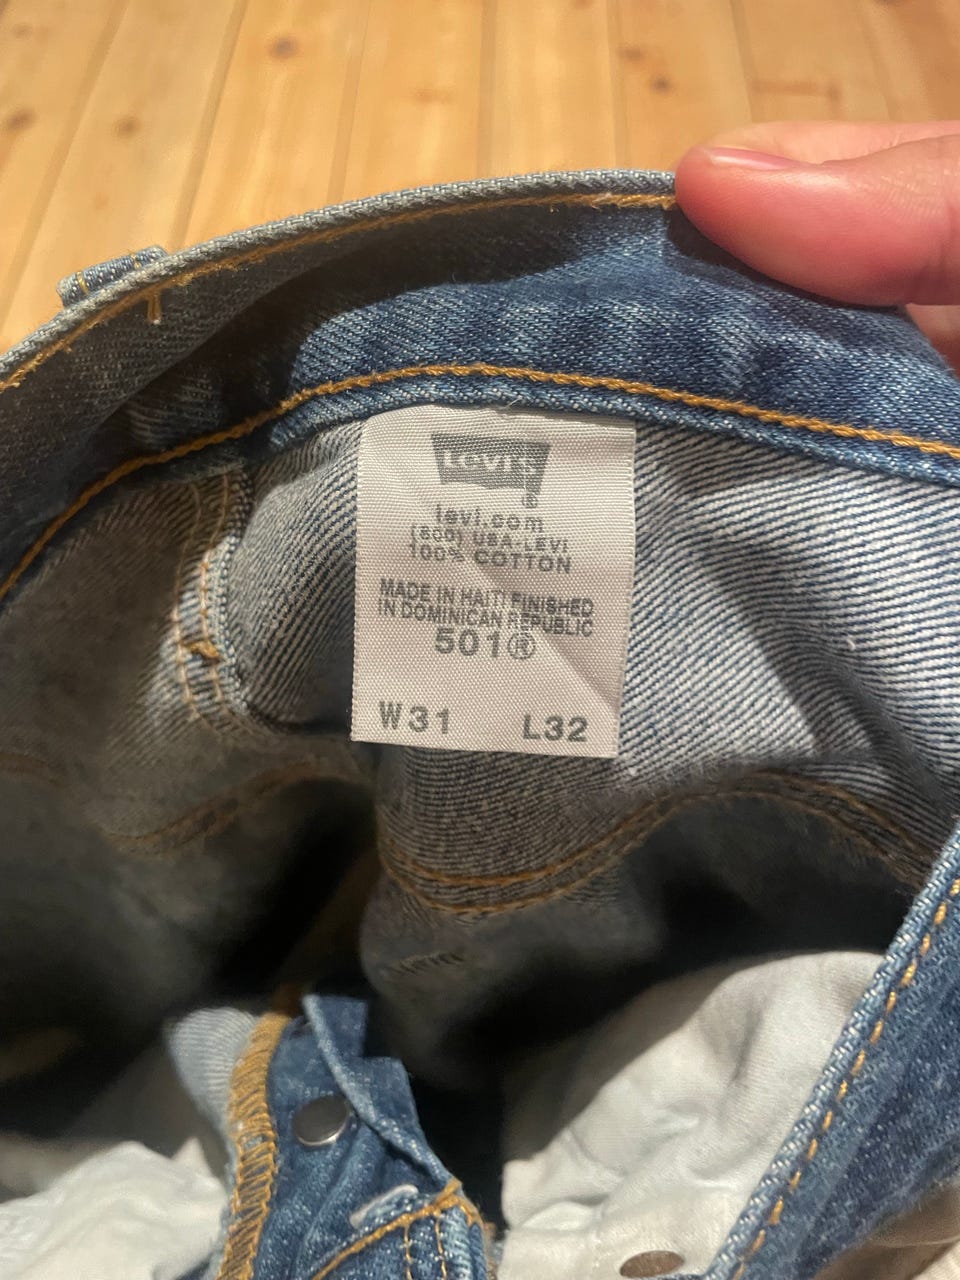 Levi's
levi.com
(800) USA-LEVI
100% COTTON
MADE IN HAITI FINISHED
IN DOMINICAN REPUBLIC
501®
W31 L32